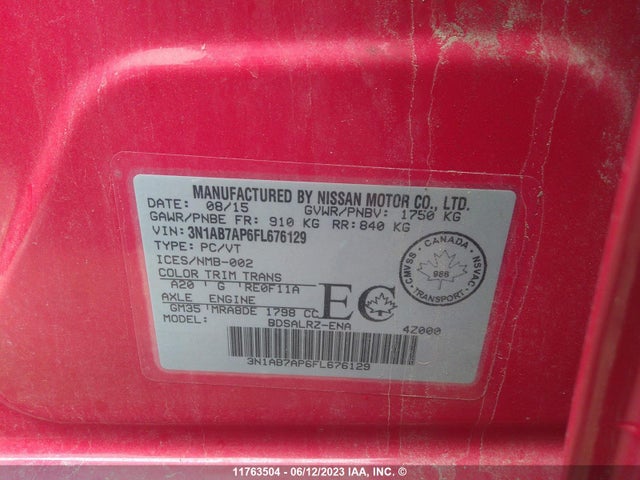 MANUFACTURED BY NISSAN MOTOR CO., LTD.
DATE: 08/15 GVWR/PNBV: 1750 KG
GAWR/PNBE FR: 910 KG RR: 840 KG
VIN: 3N1AB7AP6FL676129
TYPE: PC/VT
ICES/NMB-002
COLOR TRIM TRANS
A20 ' G ' RE0F11A
AXLE ENGINE
GM35 ' MRA8DE 1798 CC
EC
MODEL: BDSALRZ-ENA 4Z000
3N1AB7AP6FL676129
CANADA
CMVSS NSVAC
986
TRANSPORT
11763504 - 06/12/2023 IAA, INC. ©